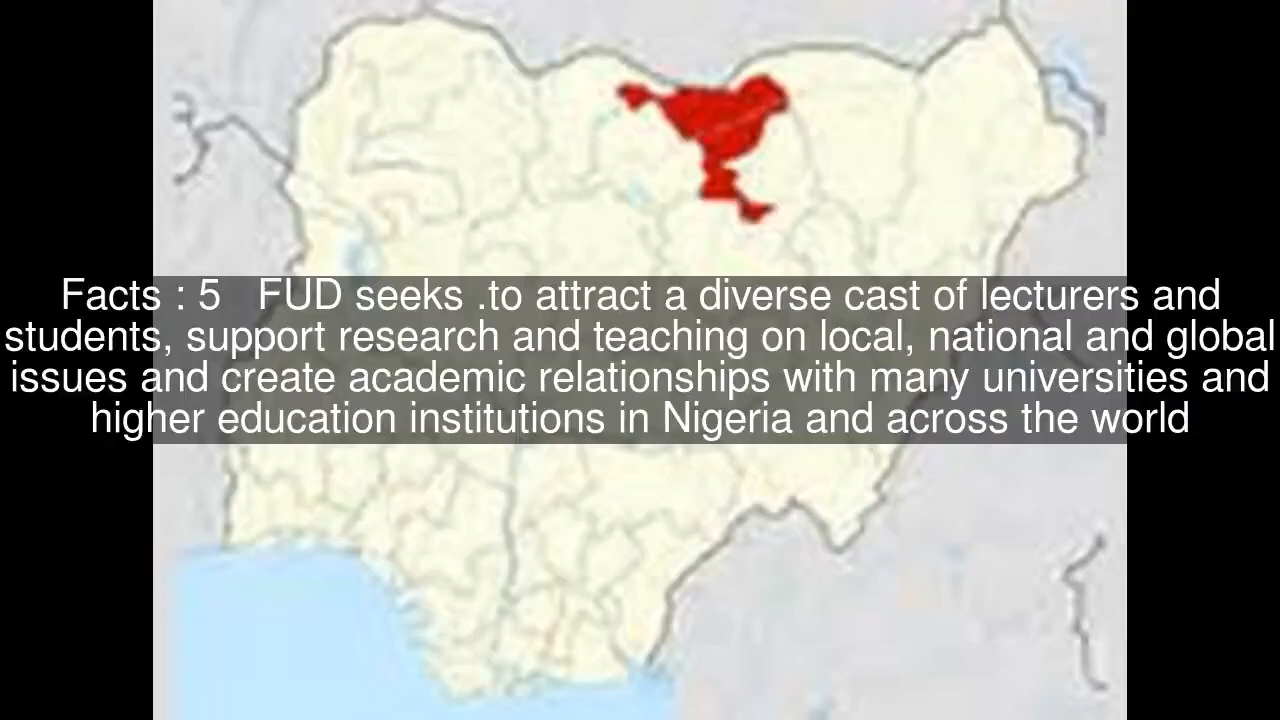 Facts : 5   FUD seeks .to attract a diverse cast of lecturers and
students, support research and teaching on local, national and global
issues and create academic relationships with many universities and
higher education institutions in Nigeria and across the world